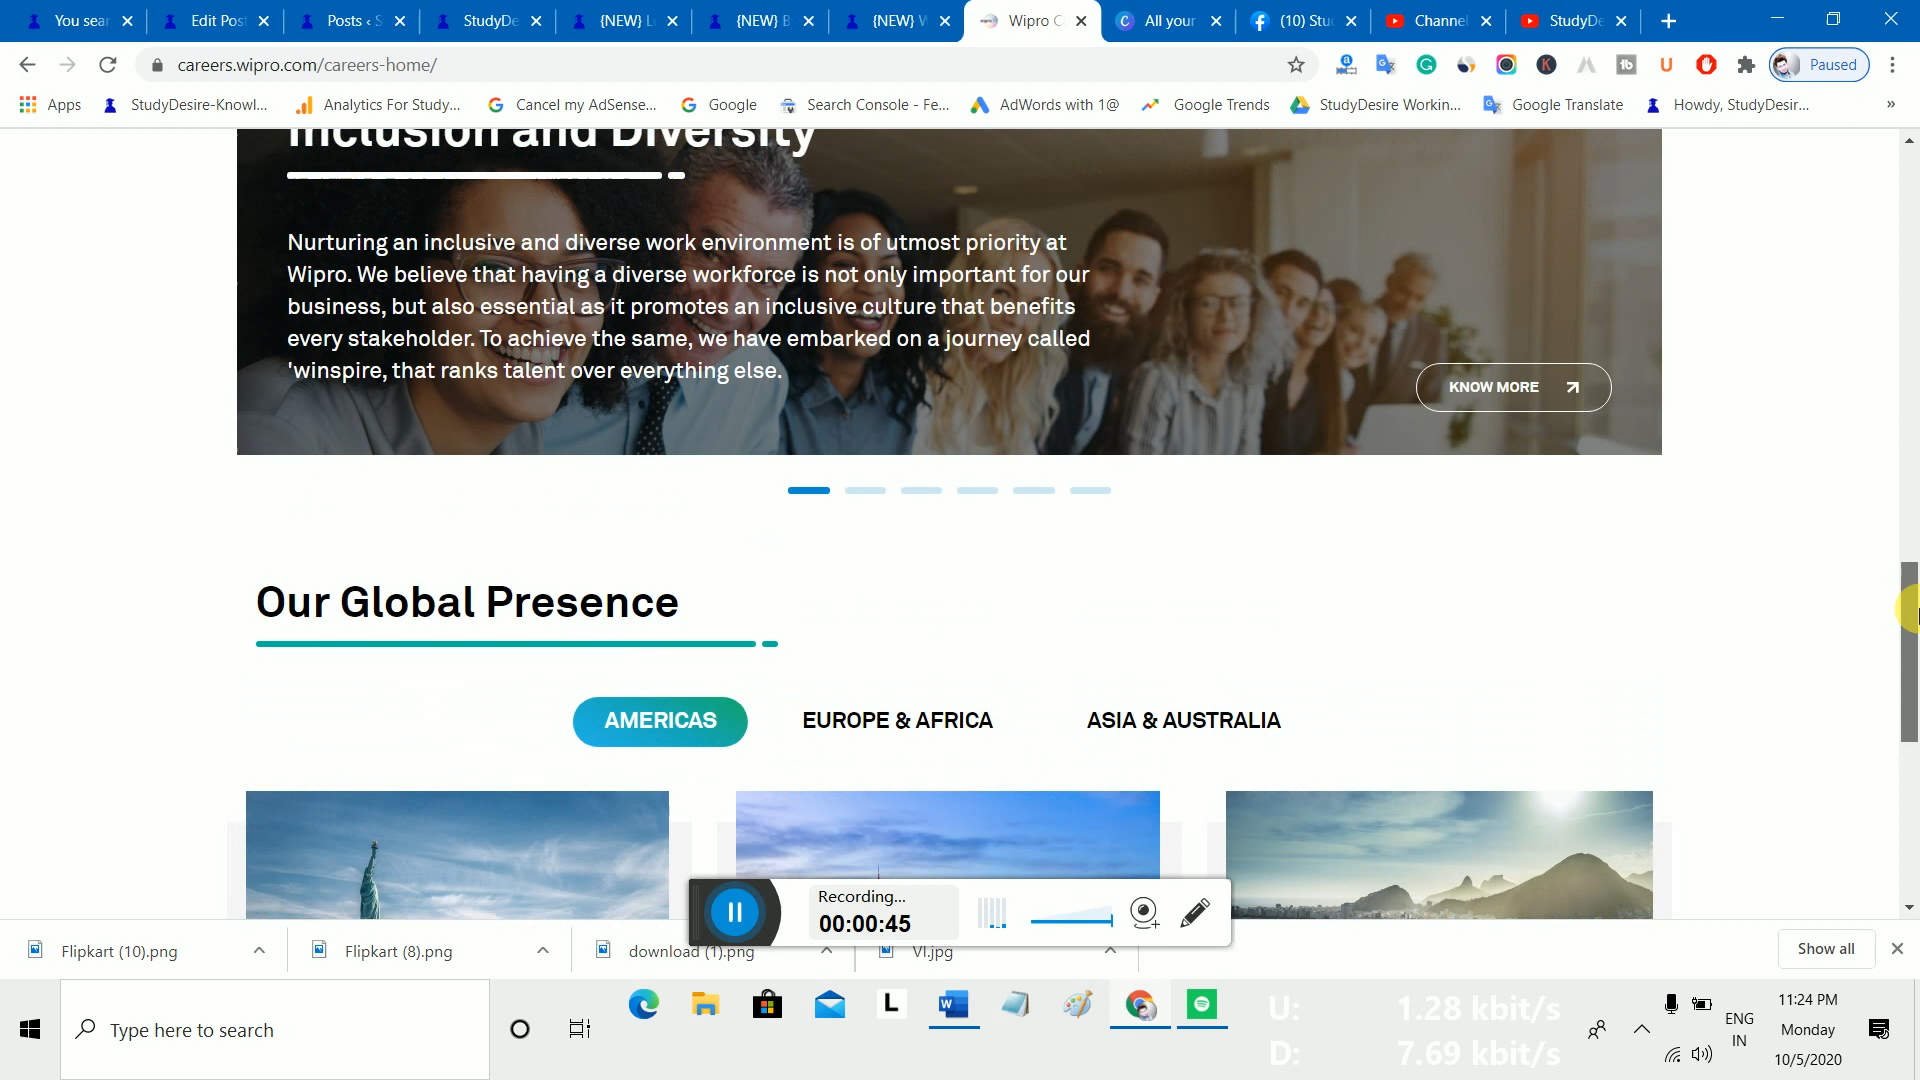 You sear
Edit Pos
Posts ‹ S
StudyDe
{NEW} L
{NEW} B
{NEW} W
Wipro C
All your
(10) Stu
Channel
StudyDe
careers.wipro.com/careers-home/
Paused
Apps
StudyDesire-Knowl...
Analytics For Study...
Cancel my AdSense...
Google
Search Console - Fe...
AdWords with 1@
Google Trends
StudyDesire Workin...
Google Translate
Howdy, StudyDesir...
»
Inclusion and Diversity
Nurturing an inclusive and diverse work environment is of utmost priority at
Wipro. We believe that having a diverse workforce is not only important for our
business, but also essential as it promotes an inclusive culture that benefits
every stakeholder. To achieve the same, we have embarked on a journey called
'winspire, that ranks talent over everything else.
KNOW MORE
Our Global Presence
AMERICAS
EUROPE & AFRICA
ASIA & AUSTRALIA
Recording...
00:00:45
Flipkart (10).png
Flipkart (8).png
download (1).png
VI.jpg
Show all
Type here to search
U: 1.28 kbit/s
D: 7.69 kbit/s
ENG
IN
11:24 PM
Monday
10/5/2020